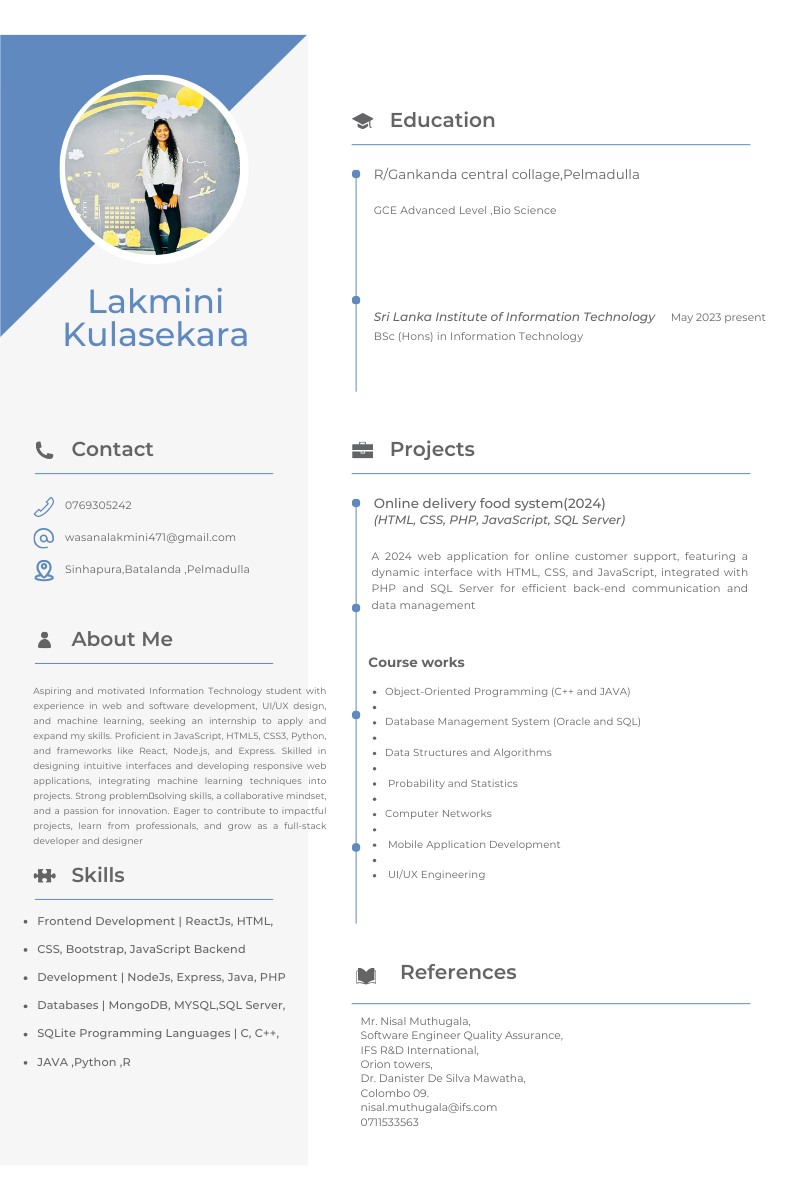 Lakmini
Kulasekara
Contact
0769305242
wasanalakmini471@gmail.com
Sinhapura,Batalanda ,Pelmadulla
About Me
Aspiring and motivated Information Technology student with
experience in web and software development, UI/UX design,
and machine learning, seeking an internship to apply and
expand my skills. Proficient in JavaScript, HTML5, CSS3, Python,
and frameworks like React, Node.js, and Express. Skilled in
designing intuitive interfaces and developing responsive web
applications, integrating machine learning techniques into
projects. Strong problem▯solving skills, a collaborative mindset,
and a passion for innovation. Eager to contribute to impactful
projects, learn from professionals, and grow as a full-stack
developer and designer
Skills
• Frontend Development | ReactJs, HTML,
• CSS, Bootstrap, JavaScript Backend
• Development | NodeJs, Express, Java, PHP
• Databases | MongoDB, MYSQL,SQL Server,
• SQLite Programming Languages | C, C++,
• JAVA ,Python ,R
Education
R/Gankanda central collage,Pelmadulla
GCE Advanced Level ,Bio Science
Sri Lanka Institute of Information Technology May 2023 present
BSc (Hons) in Information Technology
Projects
Online delivery food system(2024)
(HTML, CSS, PHP, JavaScript, SQL Server)
A 2024 web application for online customer support, featuring a
dynamic interface with HTML, CSS, and JavaScript, integrated with
PHP and SQL Server for efficient back-end communication and
data management
Course works
• Object-Oriented Programming (C++ and JAVA)
•
• Database Management System (Oracle and SQL)
•
• Data Structures and Algorithms
•
• Probability and Statistics
•
• Computer Networks
•
• Mobile Application Development
•
• UI/UX Engineering
References
Mr. Nisal Muthugala,
Software Engineer Quality Assurance,
IFS R&D International,
Orion towers,
Dr. Danister De Silva Mawatha,
Colombo 09.
nisal.muthugala@ifs.com
0711533563